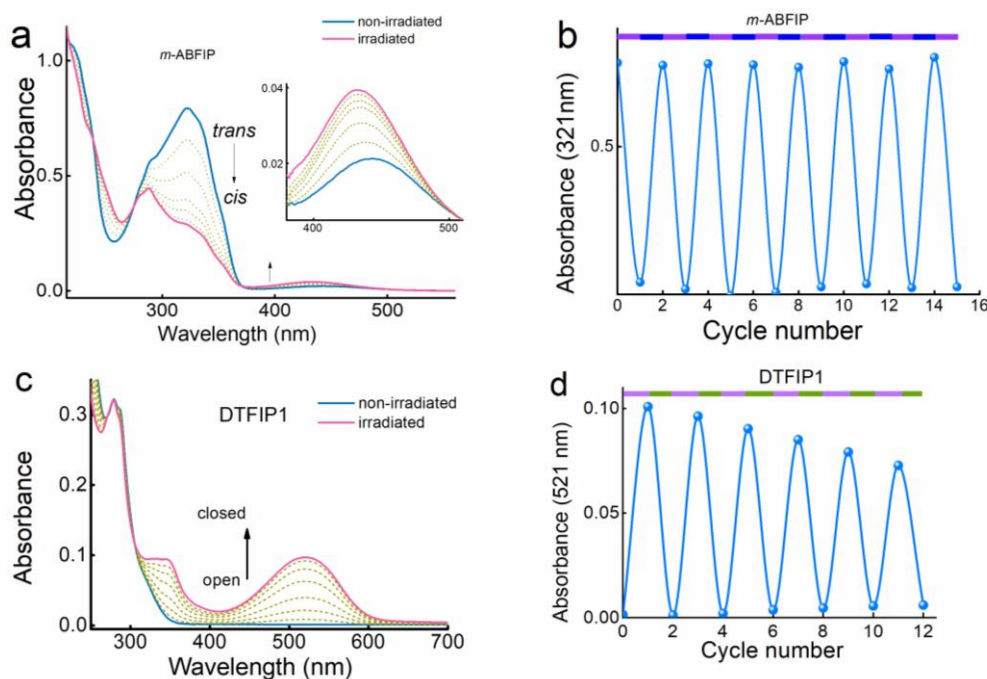 a
m-ABFIP
non-irradiated
irradiated
trans
cis
1.0
0.5
0.0
Absorbance
300 400 500
Wavelength (nm)
0.04
0.02
400 500
b
m-ABFIP
0.5
Absorbance (321nm)
0 2 4 6 8 10 12 14 16
Cycle number
c
DTFIP1
non-irradiated
irradiated
closed
open
0.3
0.2
0.1
0.0
Absorbance
300 400 500 600 700
Wavelength (nm)
d
DTFIP1
0.10
0.05
0.00
Absorbance (521 nm)
0 2 4 6 8 10 12
Cycle number